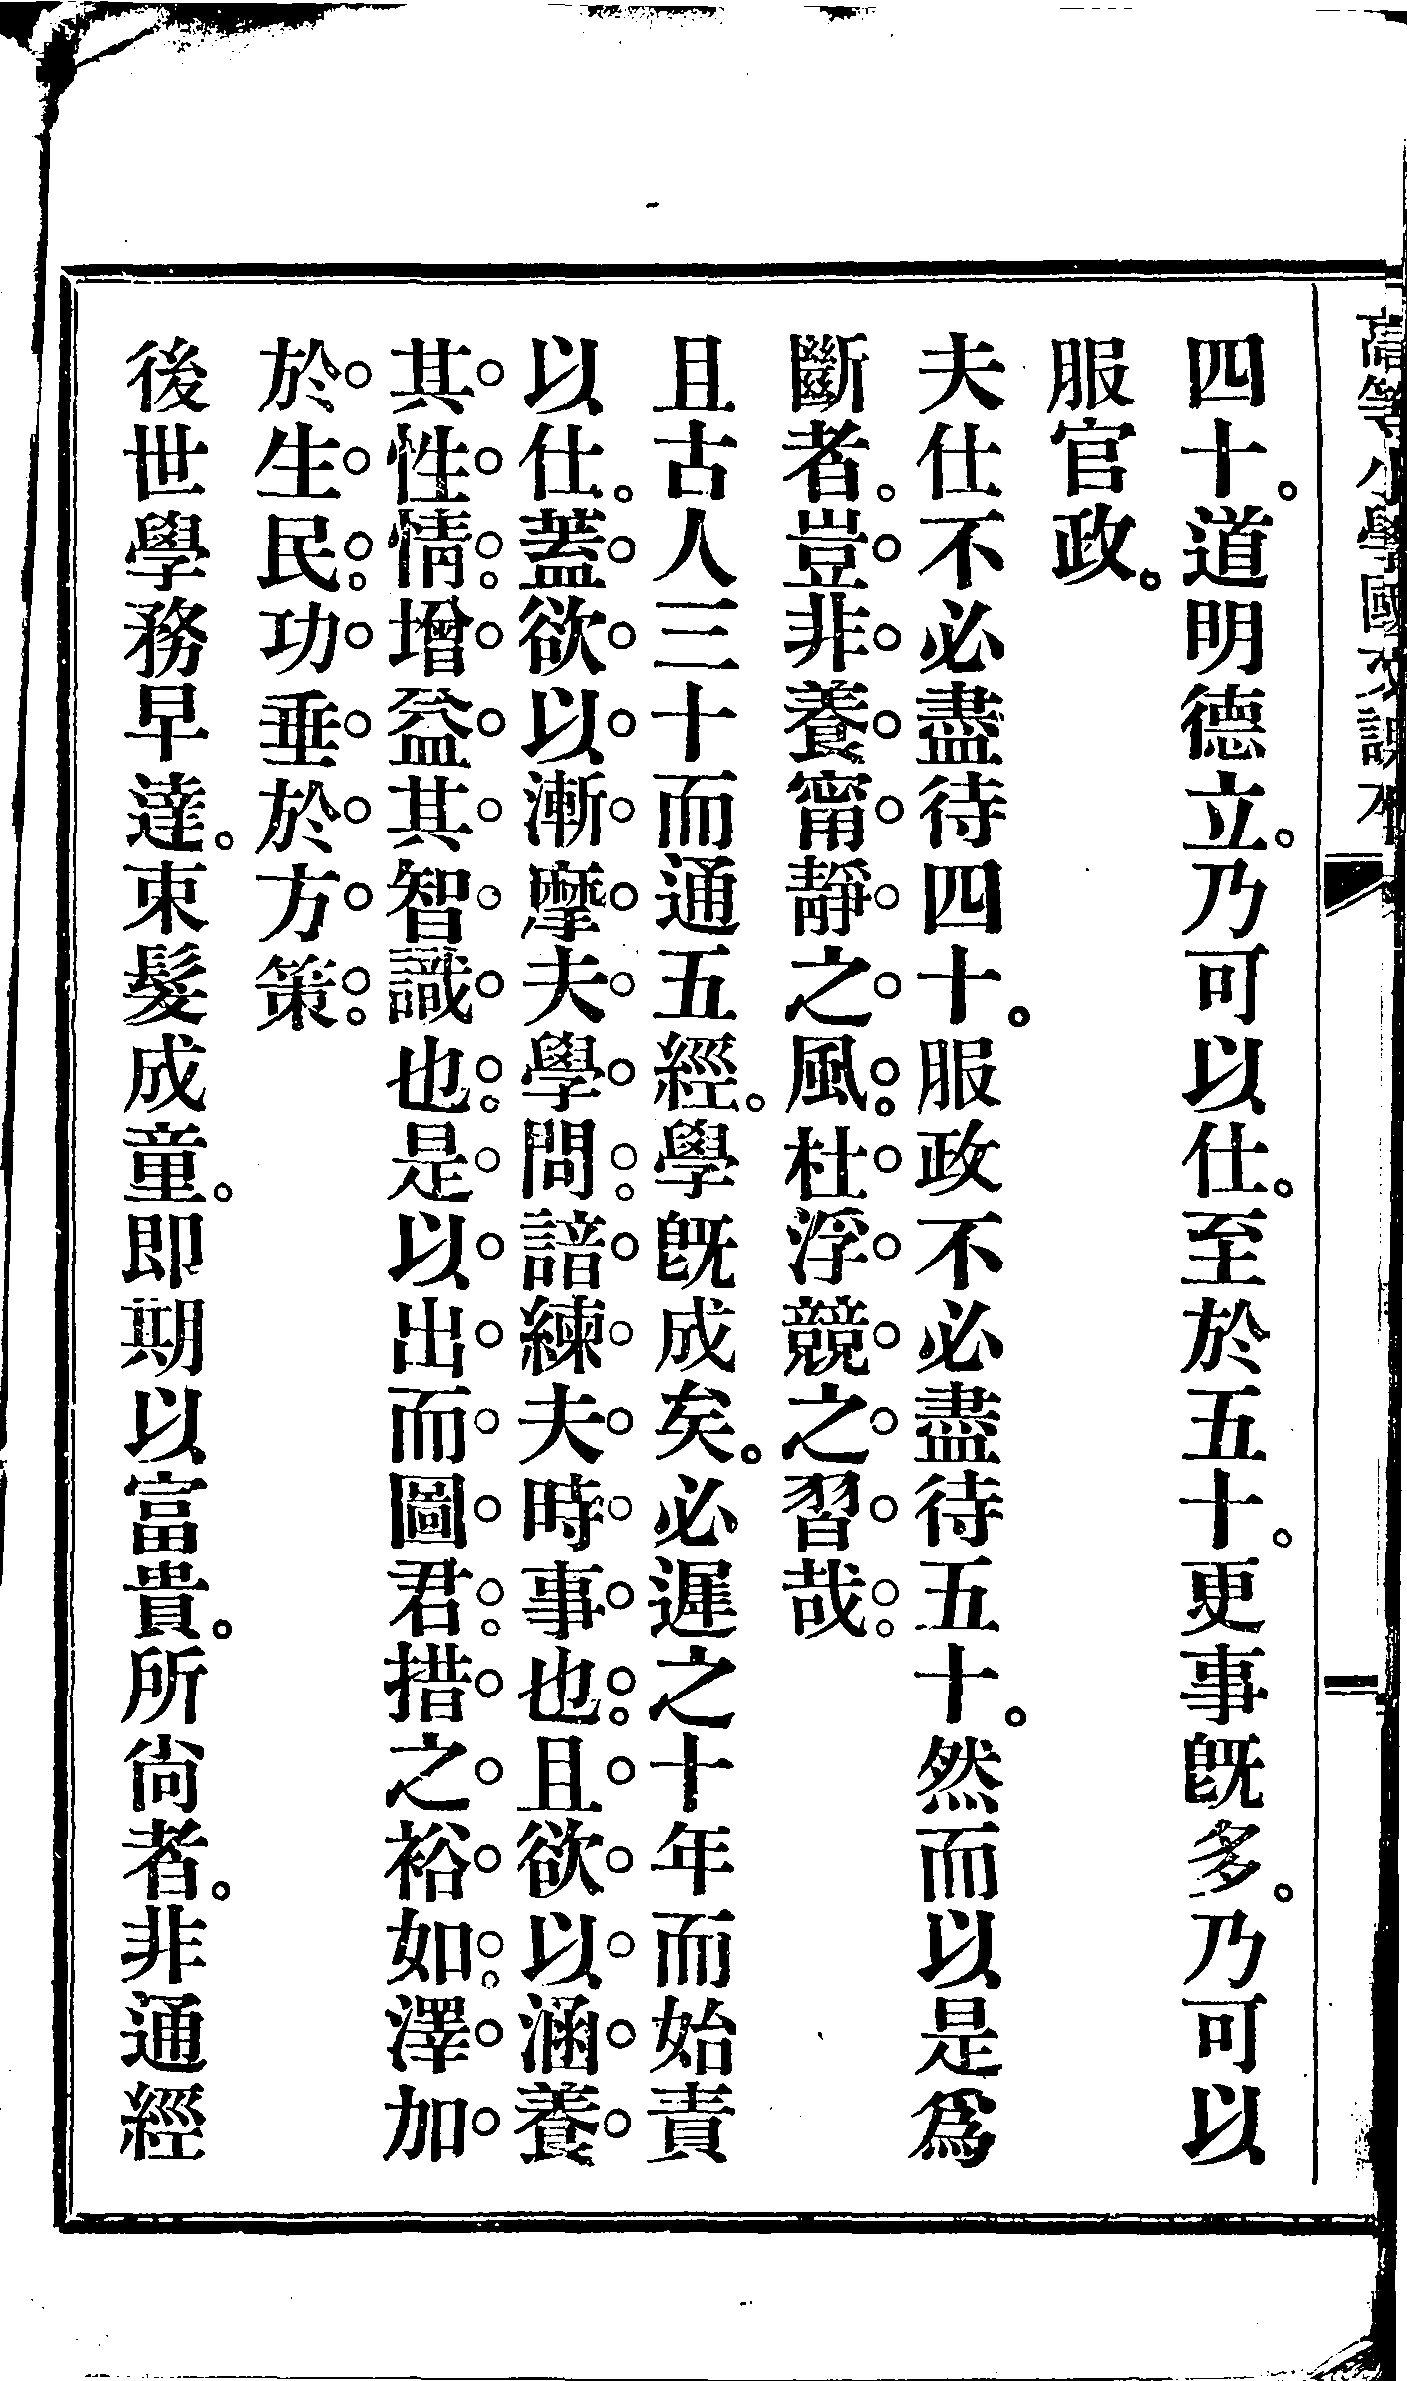 高等小學國文課本
四十。道明德立。乃可以仕。至於五十。更事旣多。乃可以
服官政。
夫仕不必盡待四十。服政不必盡待五十。然而以是爲
斷者。豈非養甯靜之風。杜浮競之習哉。
且古人三十而通五經。學旣成矣。必遲之十年而始責
以仕。蓋欲以漸摩夫學問。諳練夫時事也。且欲以涵養
其性情。增益其智識也。是以出而圖君。措之裕如。澤加
於生民。功垂於方策。
後世學務早達。束髮成童。卽期以富貴。所尙者。非通經